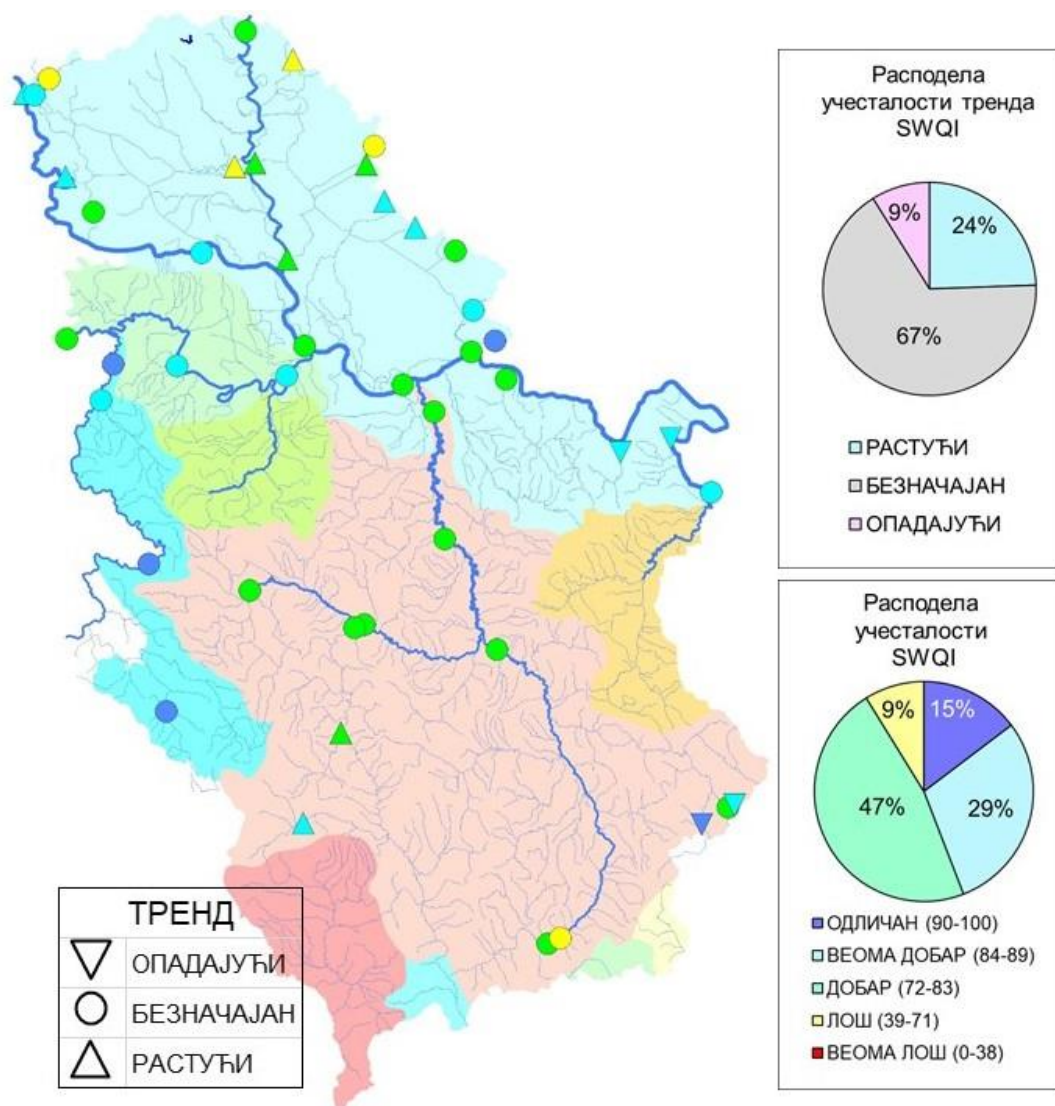 Расподела
учесталости тренда
SWQI
9%
24%
67%
РАСТУЋИ
БЕЗНАЧАЈАН
ОПАДАЈУЋИ
Расподела
учесталости
SWQI
9%
15%
47%
29%
ОДЛИЧАН (90-100)
ВЕОМА ДОБАР (84-89)
ДОБАР (72-83)
ЛОШ (39-71)
ВЕОМА ЛОШ (0-38)
ТРЕНД
ОПАДАЈУЋИ
БЕЗНАЧАЈАН
РАСТУЋИ